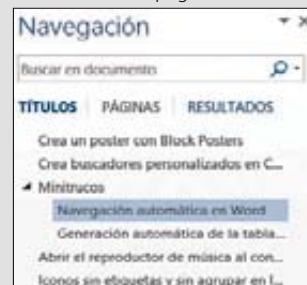 Navegación
Buscar en documento
TÍTULOS PÁGINAS RESULTADOS
Crea un poster con Block Posters
Crea buscadores personalizados en C...
Minitrucos
Navegación automática en Word
Generación automática de la tabla...
Abrir el reproductor de música al con...
Iconos sin etiquetas y sin agrupar en l...